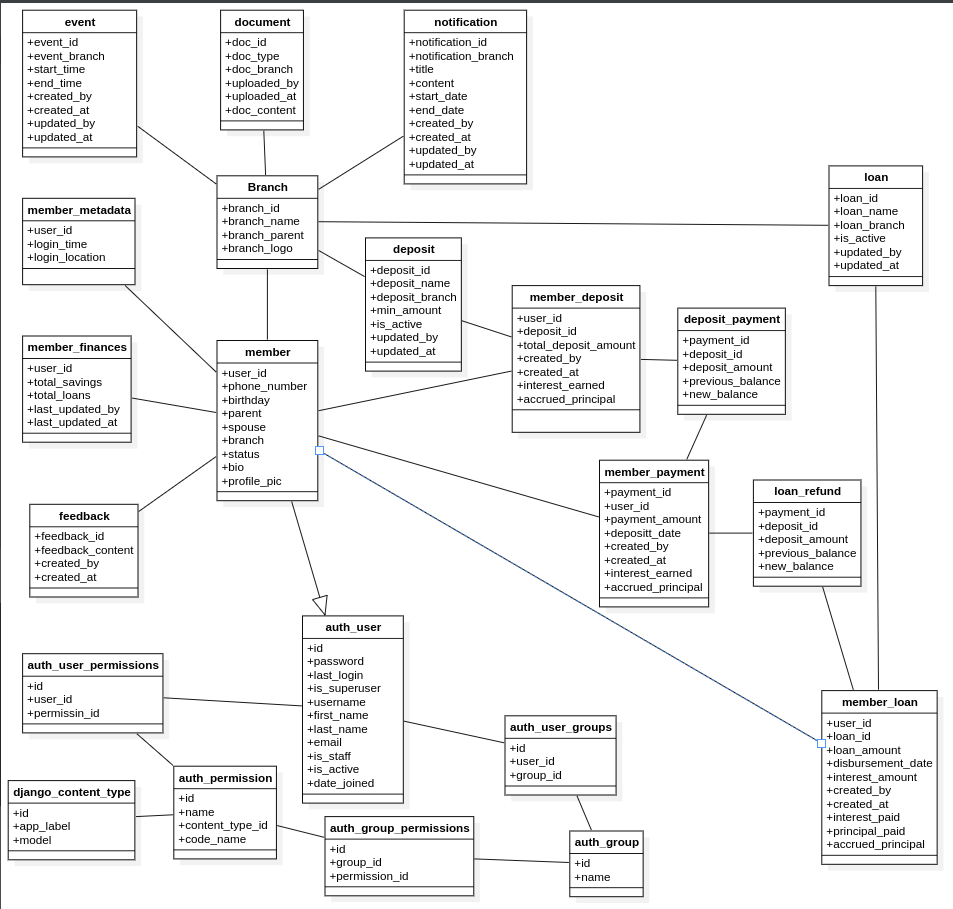 event
+event_id
+event_branch
+start_time
+end_time
+created_by
+created_at
+updated_by
+updated_at
document
+doc_id
+doc_type
+doc_branch
+uploaded_by
+uploaded_at
+doc_content
notification
+notification_id
+notification_branch
+title
+content
+start_date
+end_date
+created_by
+created_at
+updated_by
+updated_at
Branch
+branch_id
+branch_name
+branch_parent
+branch_logo
loan
+loan_id
+loan_name
+loan_branch
+is_active
+updated_by
+updated_at
member_metadata
+user_id
+login_time
+login_location
deposit
+deposit_id
+deposit_name
+deposit_branch
+min_amount
+is_active
+updated_by
+updated_at
member_deposit
+user_id
+deposit_id
+total_deposit_amount
+created_by
+created_at
+interest_earned
+accrued_principal
deposit_payment
+payment_id
+deposit_id
+deposit_amount
+previous_balance
+new_balance
member_finances
+user_id
+total_savings
+total_loans
+last_updated_by
+last_updated_at
member
+user_id
+phone_number
+birthday
+parent
+spouse
+branch
+status
+bio
+profile_pic
member_payment
+payment_id
+user_id
+payment_amount
+depositt_date
+created_by
+created_at
+interest_earned
+accrued_principal
loan_refund
+payment_id
+deposit_id
+deposit_amount
+previous_balance
+new_balance
feedback
+feedback_id
+feedback_content
+created_by
+created_at
auth_user
+id
+password
+last_login
+is_superuser
+username
+first_name
+last_name
+email
+is_staff
+is_active
+date_joined
auth_user_permissions
+id
+user_id
+permissin_id
auth_user_groups
+id
+user_id
+group_id
member_loan
+user_id
+loan_id
+loan_amount
+disbursement_date
+interest_amount
+created_by
+created_at
+interest_paid
+principal_paid
+accrued_principal
django_content_type
+id
+app_label
+model
auth_permission
+id
+name
+content_type_id
+code_name
auth_group_permissions
+id
+group_id
+permission_id
auth_group
+id
+name